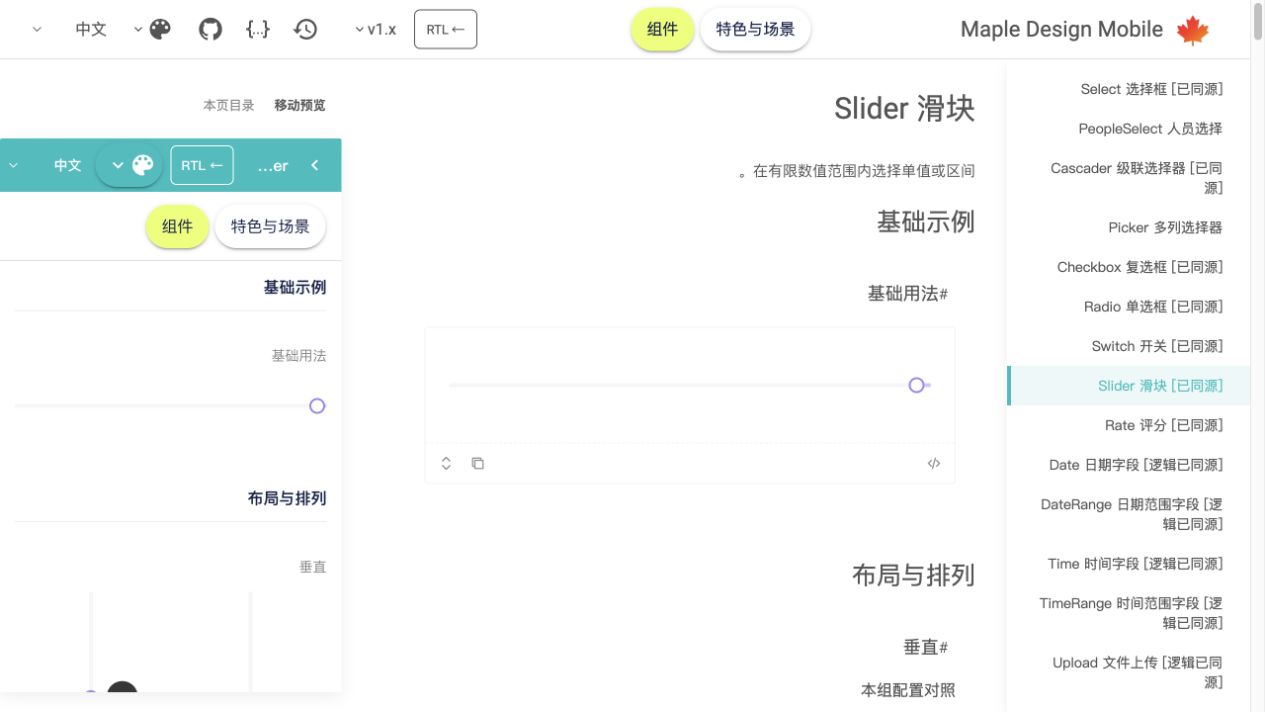 Maple Design Mobile
特色与场景
组件
RTL ←
v1.x
中文
Select 选择框 [已同源]
PeopleSelect 人员选择
Cascader 级联选择器 [已同
源]
Picker 多列选择器
Checkbox 复选框 [已同源]
Radio 单选框 [已同源]
Switch 开关 [已同源]
Slider 滑块 [已同源]
Rate 评分 [已同源]
Date 日期字段 [逻辑已同源]
DateRange 日期范围字段 [逻
辑已同源]
Time 时间字段 [逻辑已同源]
TimeRange 时间范围字段 [逻
辑已同源]
Upload 文件上传 [逻辑已同
源]
Slider 滑块
在有限数值范围内选择单值或区间。
基础示例
基础用法#
布局与排列
垂直#
本组配置对照
移动预览
本页目录
...er
RTL ←
中文
特色与场景
组件
基础示例
基础用法
布局与排列
垂直